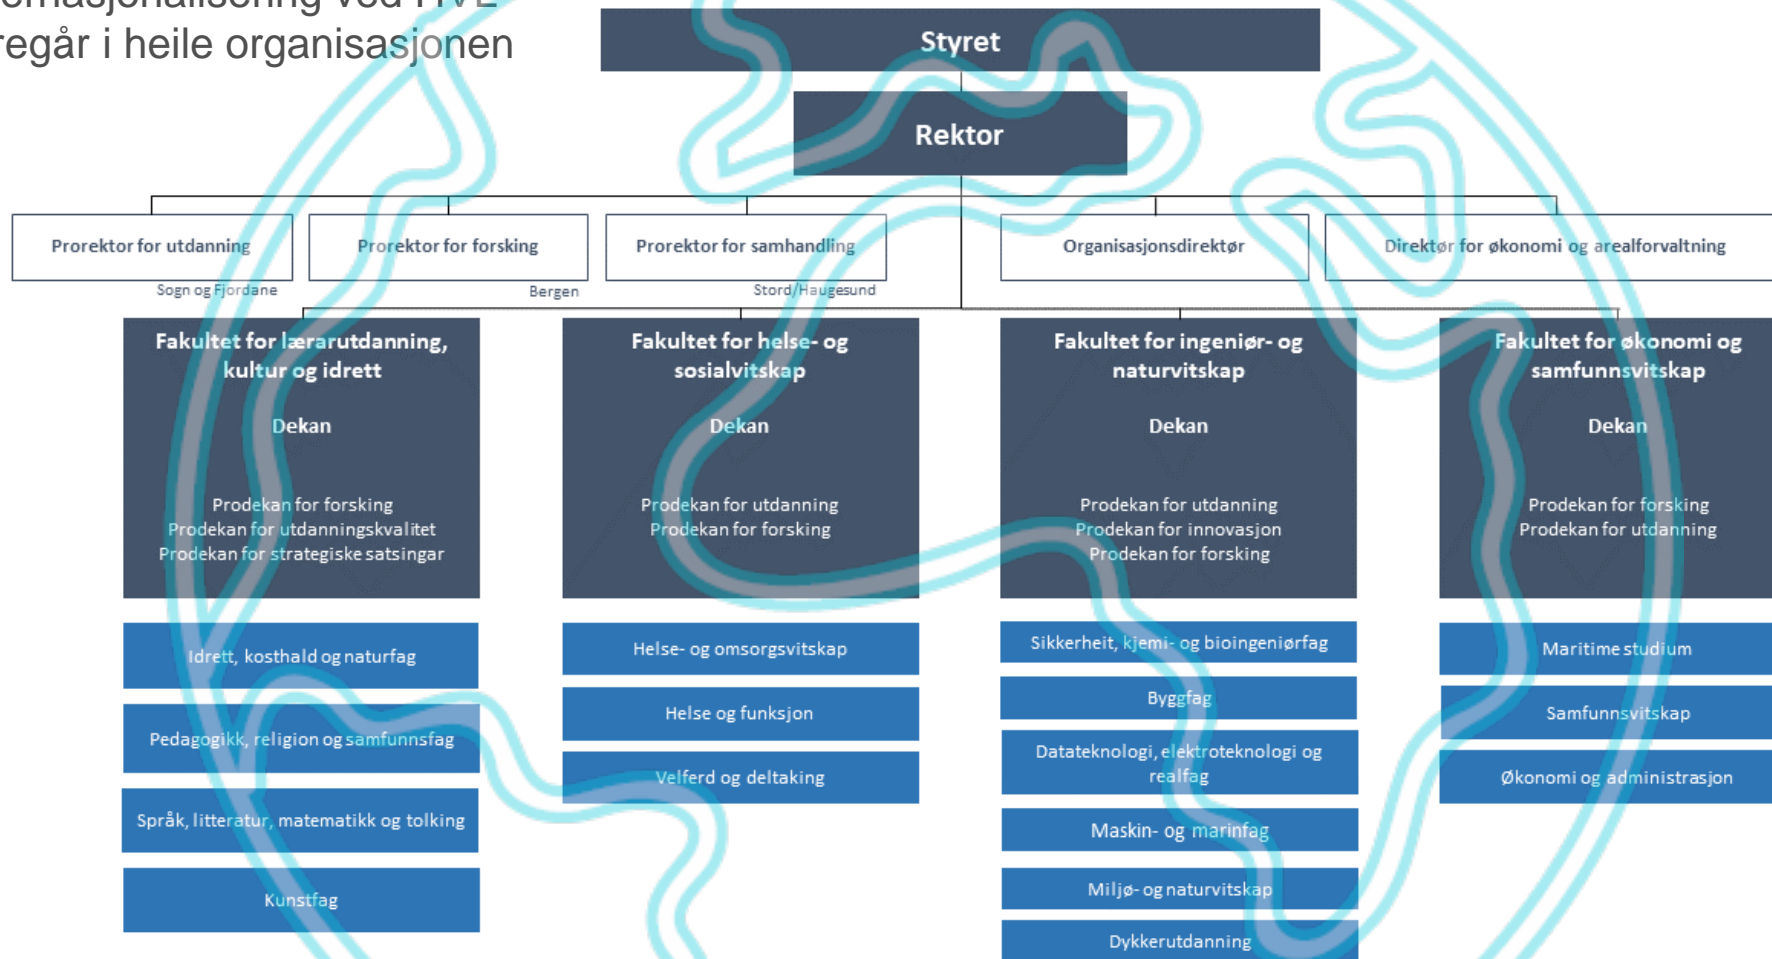 ved HVL
i heile organisasjonen
Styret
Rektor
Prorektor for utdanning
Prorektor for forsking
Prorektor for samhandling
Organisasjonsdirektør
Direktør for økonomi og arealforvaltning
Sogn og Fjordane
Bergen
Stord/Haugesund
Fakultet for lærarutdanning,
kultur og idrett
Dekan
Prodekan for forsking
Prodekan for utdanningskvalitet
Prodekan for strategiske satsingar
Idrett, kosthald og naturfag
Pedagogikk, religion og samfunnsfag
Språk, litteratur, matematikk og tolking
Kunstfag
Fakultet for helse- og
sosialvitskap
Dekan
Prodekan for utdanning
Prodekan for forsking
Helse- og omsorgsvitskap
Helse og funksjon
Velferd og deltaking
Fakultet for ingeniør- og
naturvitskap
Dekan
Prodekan for utdanning
Prodekan for innovasjon
Prodekan for forsking
Sikkerheit, kjemi- og bioingeniørfag
Byggfag
Datateknologi, elektroteknologi og
realfag
Maskin- og marinfag
Miljø- og naturvitskap
Dykkerutdanning
Fakultet for økonomi og
samfunnsvitskap
Dekan
Prodekan for forsking
Prodekan for utdanning
Maritime studium
Samfunnsvitskap
Økonomi og administrasjon